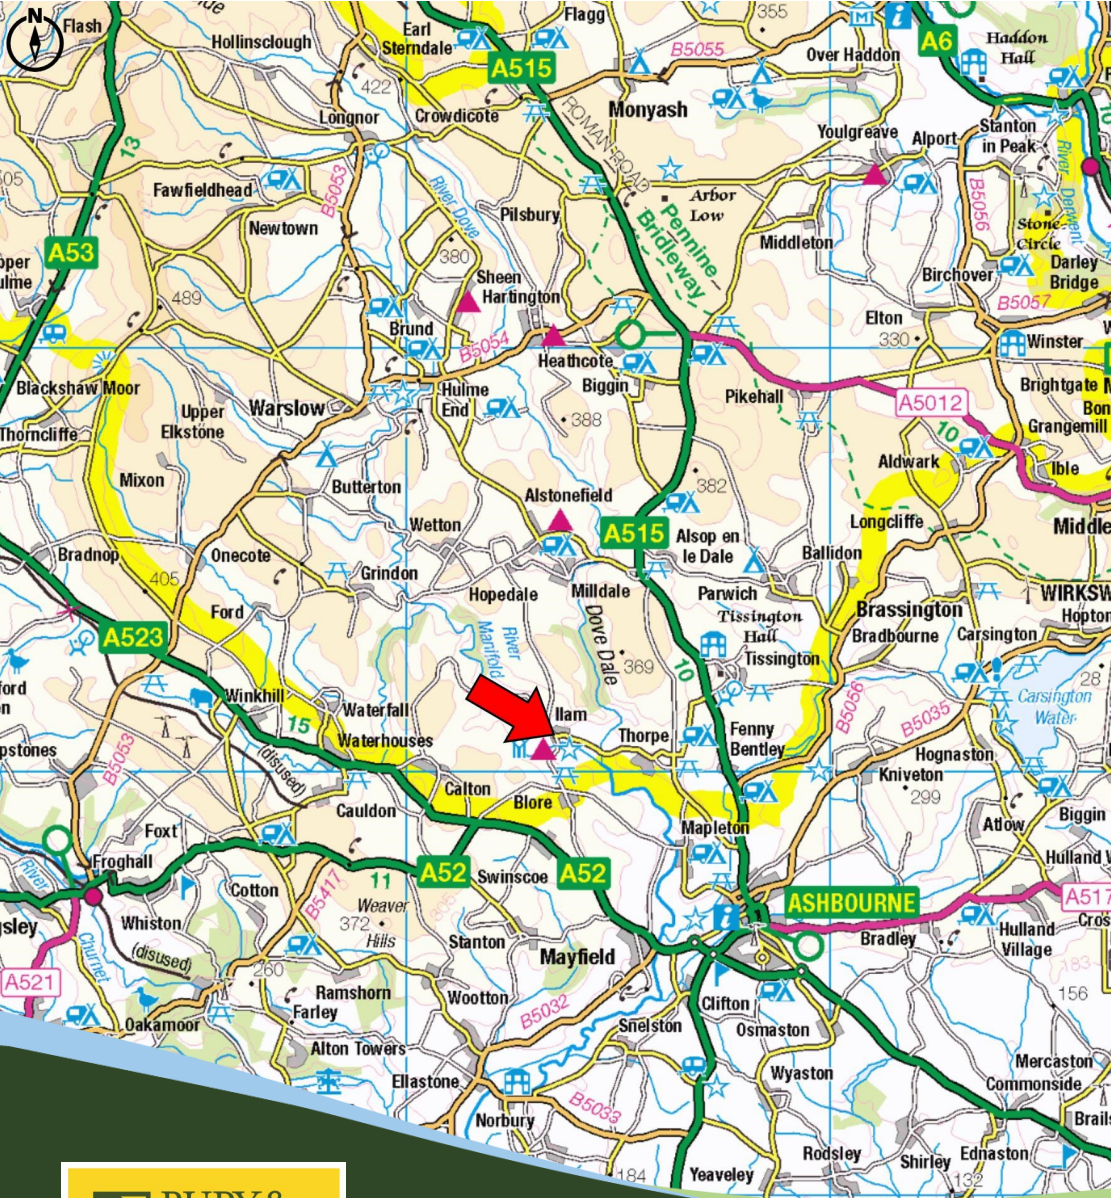 N
Flash
Hollinsclough
Earl
Sterndale
Flagg
355
Over Haddon
A6
Haddon
Hall
A515
B5055
422
Crowdicote
Monyash
Longnor
ROMAN ROAD
Youlgreave
Alport
Stanton
in Peak
13
B5053
Fawfieldhead
River Dove
Arbor
Low
B5056
River Derwent
Newtown
Pilsbury
Pennine
Bridleway
Middleton
Stone
Circle
A53
380
Sheen
Birchover
Darley
Bridge
489
Hartington
B5057
Brund
B5054
Elton
330
Winster
Heathcote
Biggin
Blackshaw Moor
Hulme
End
Pikehall
A5012
Brightgate
Upper
Elkstone
Warslow
388
10
Grangemill
Thorncliffe
Aldwark
Ible
Mixon
Butterton
382
Alstonefield
Longcliffe
Wetton
A515
Alsop en
le Dale
Ballidon
Middle
Bradnop
Onecote
405
Grindon
Hopedale
Milldale
Parwich
WIRKSW
Ford
Brassington
Hopton
A523
River
Manifold
Dove Dale
Tissington
Hall
Bradbourne
Carsington
369
Tissington
10
28
Winkhill
Waterfall
Ilam
B5056
B5035
Carsington
Water
15
B5053
Waterhouses
Thorpe
Fenny
Bentley
(disused)
Hognaston
Kniveton
Calton
Blore
299
Cauldon
Mapleton
Atlow
Biggin
Foxt
Froghall
A52
Swinscoe
A52
Hulland
11
B5417
River
Churnet
Cotton
Weaver
Hills
372
ASHBOURNE
A517
Whiston
Stanton
Mayfield
Bradley
Hulland
Village
(disused)
A521
260
Ramshorn
Wootton
Clifton
156
Farley
B5032
Snelston
Osmaston
Oakamoor
Alton Towers
Mercaston
Ellastone
Wyaston
Commonside
Norbury
B5033
Rodsley
Shirley
Ednaston
184
Yeaveley
132